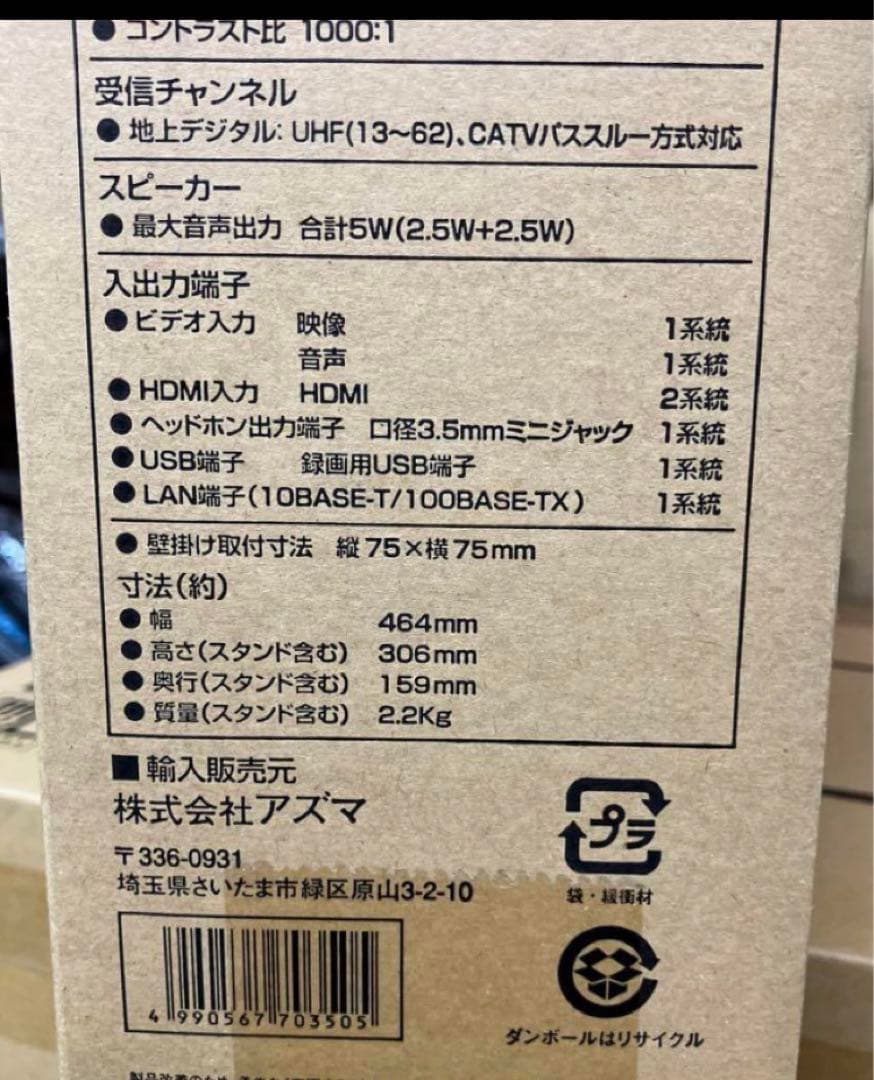 ● コントラスト比 1000:1
受信チャンネル
● 地上デジタル: UHF(13〜62)、CATVパススルー方式対応
スピーカー
● 最大音声出力 合計5W(2.5W+2.5W)
入出力端子
● ビデオ入力 映像 1系統
音声 1系統
● HDMI入力 HDMI 2系統
● ヘッドホン出力端子 口径3.5mmミニジャック 1系統
● USB端子 録画用USB端子 1系統
● LAN端子(10BASE-T/100BASE-TX) 1系統
● 壁掛け取付寸法 縦75×横75mm
寸法(約)
● 幅 464mm
● 高さ(スタンド含む) 306mm
● 奥行(スタンド含む) 159mm
● 質量(スタンド含む) 2.2Kg
■ 輸入販売元
株式会社アズマ
〒336-0931
埼玉県さいたま市緑区原山3-2-10
プラ
袋・緩衝材
4 990567 703505
ダンボールはリサイクル